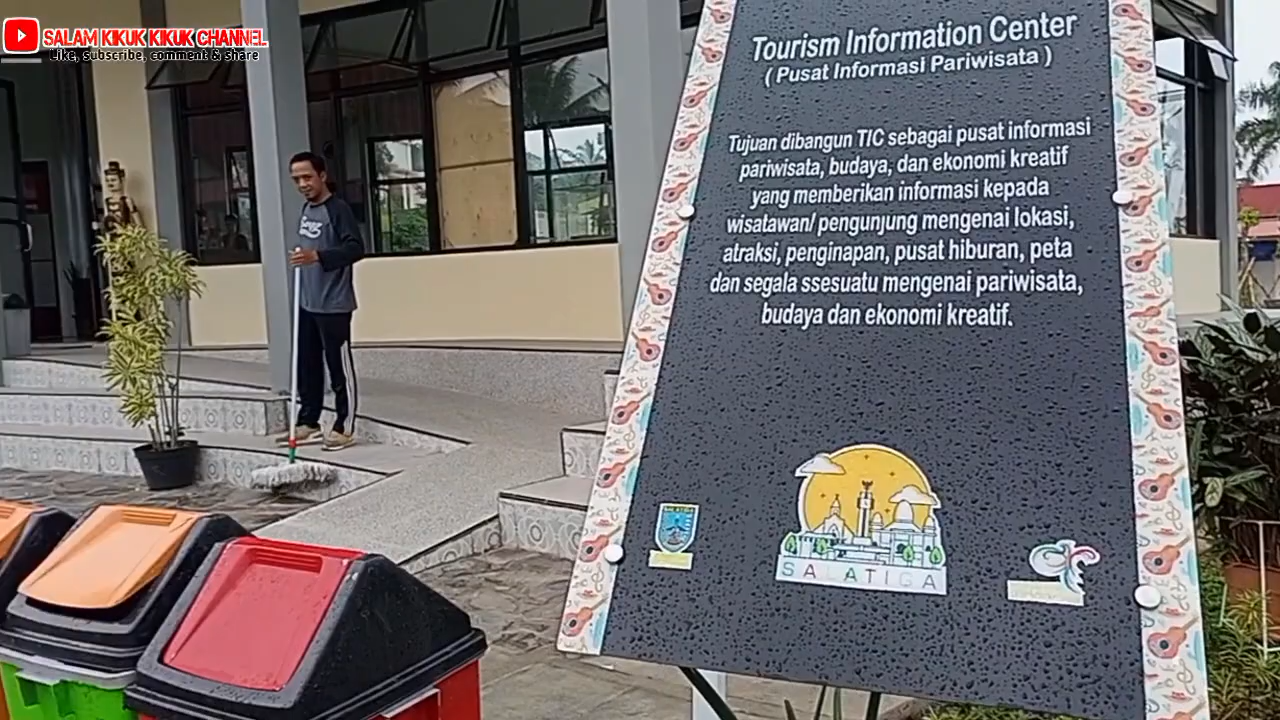 SALAM KIKUK KIKUK CHANNEL
Like, Subscribe, comment & share
Tourism Information Center
( Pusat Informasi Pariwisata )
Tujuan dibangun TIC sebagai pusat informasi
pariwisata, budaya, dan ekonomi kreatif
yang memberikan informasi kepada
wisatawan/ pengunjung mengenai lokasi,
atraksi, penginapan, pusat hiburan, peta
dan segala ssesuatu mengenai pariwisata,
budaya dan ekonomi kreatif.
SALATIGA
SALATIGA